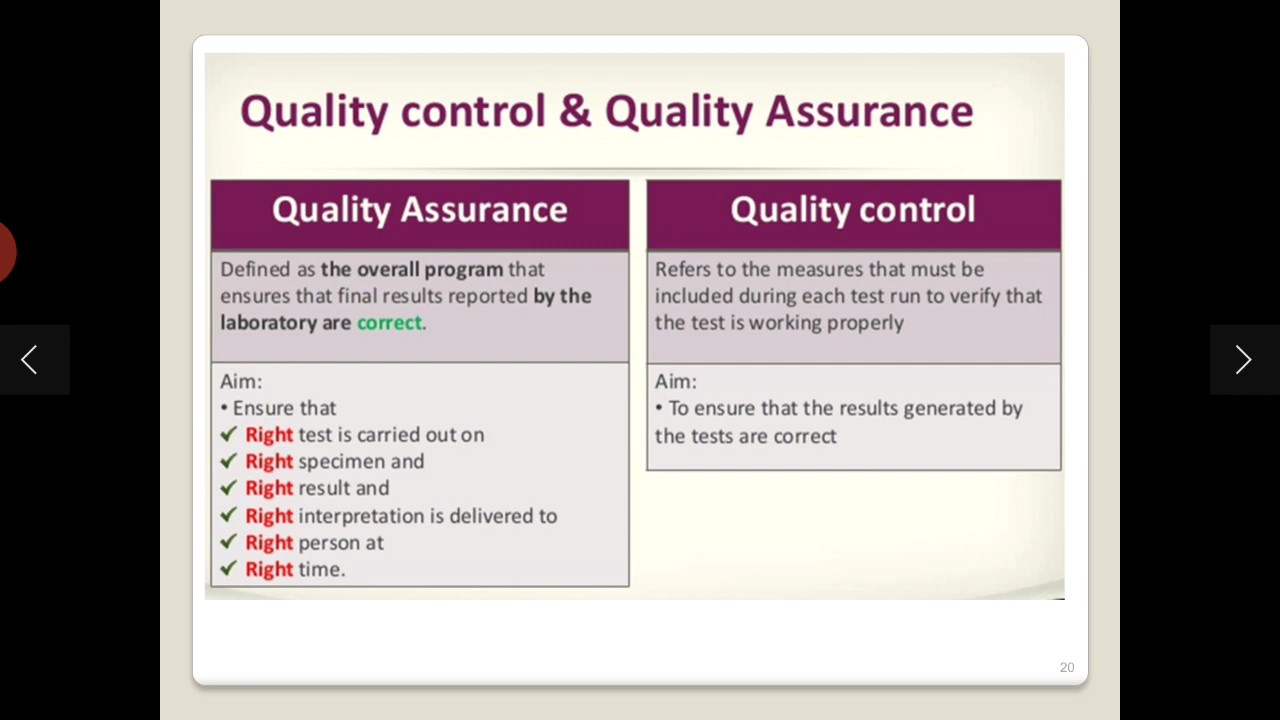 Quality control & Quality Assurance
Quality Assurance
Defined as the overall program that
ensures that final results reported by the
laboratory are correct.
Aim:
• Ensure that
✓ Right test is carried out on
✓ Right specimen and
✓ Right result and
✓ Right interpretation is delivered to
✓ Right person at
✓ Right time.
Quality control
Refers to the measures that must be
included during each test run to verify that
the test is working properly
Aim:
• To ensure that the results generated by
the tests are correct
20